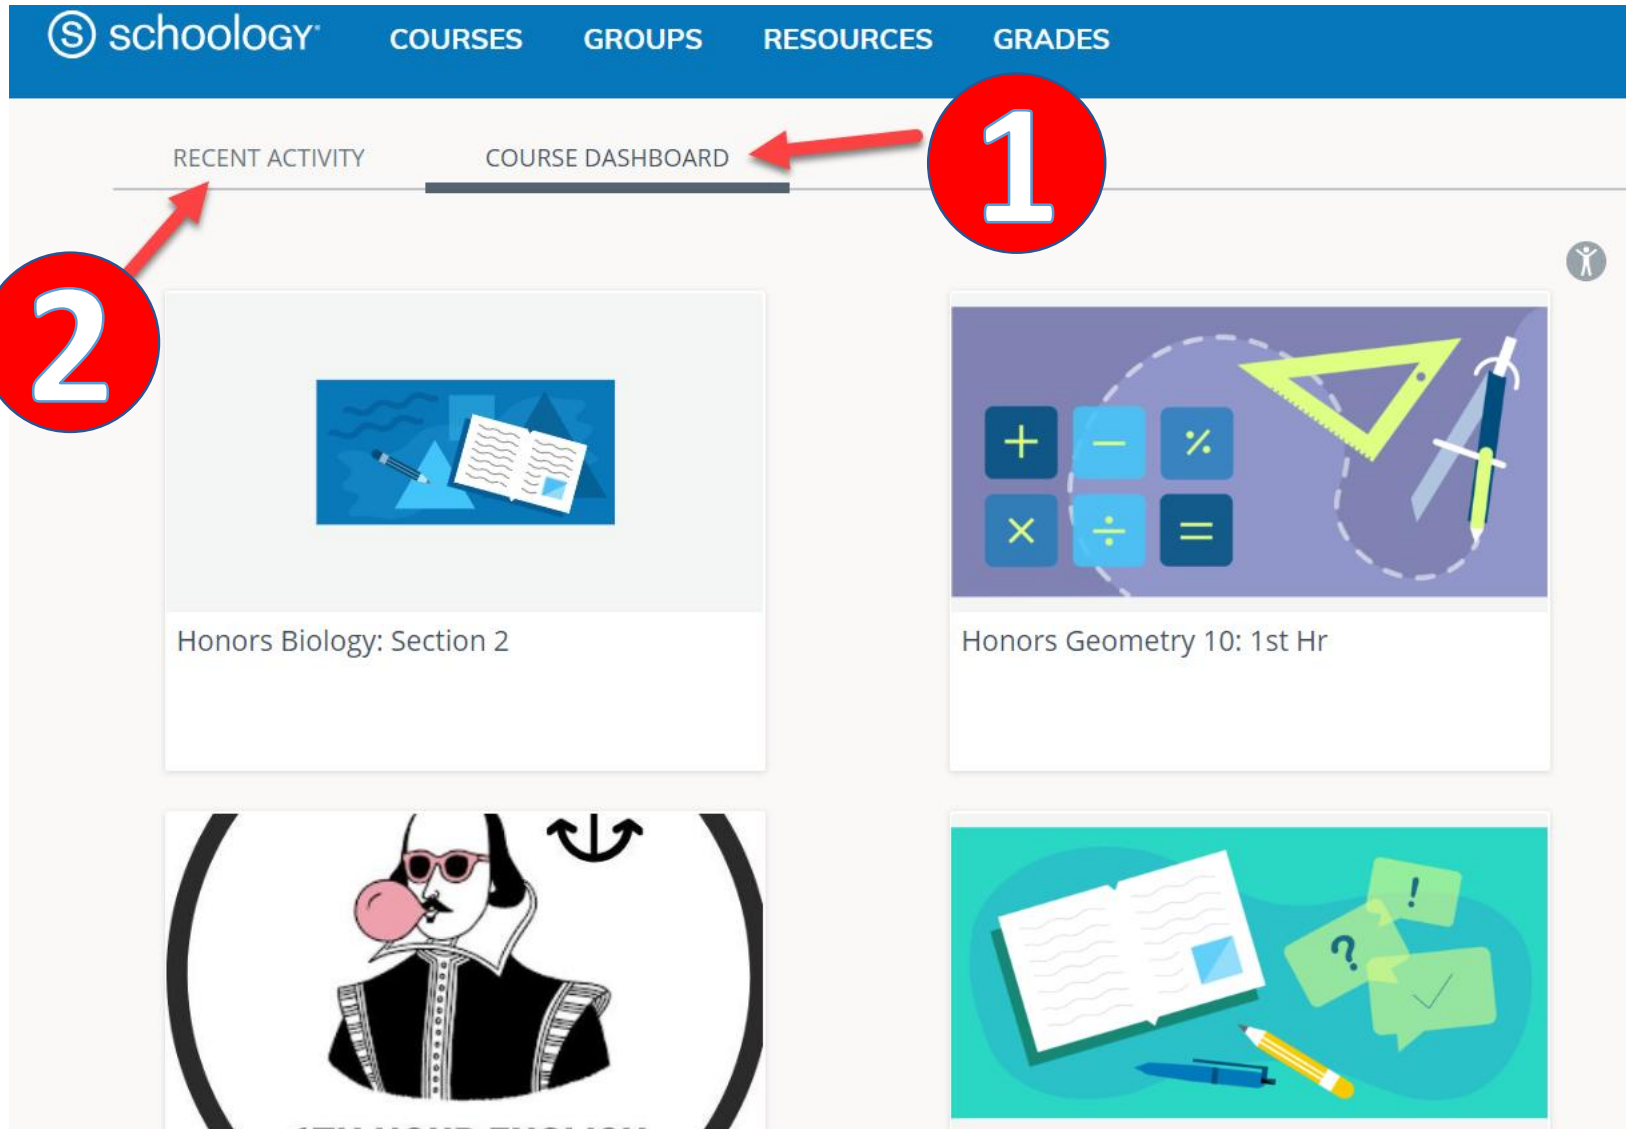 S schoology
COURSES GROUPS RESOURCES GRADES
1
RECENT ACTIVITY COURSE DASHBOARD
2
+ − %
× ÷ =
Honors Biology: Section 2
Honors Geometry 10: 1st Hr
!
?